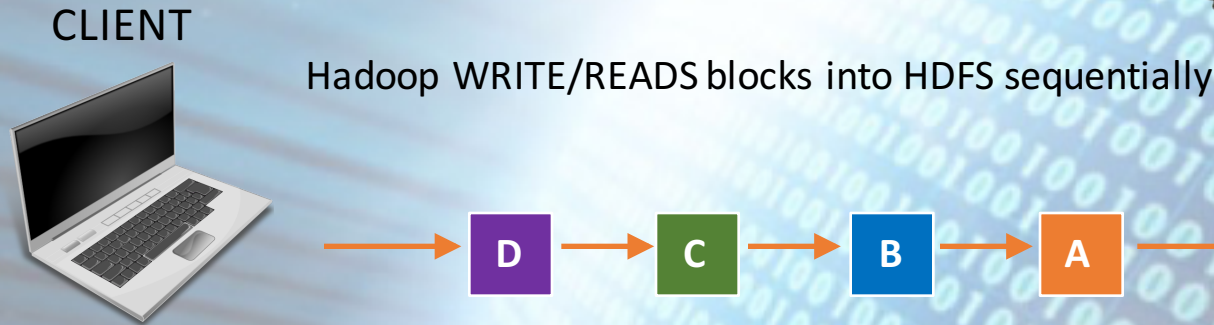 CLIENT
Hadoop WRITE/READS blocks into HDFS sequentially
D C B A